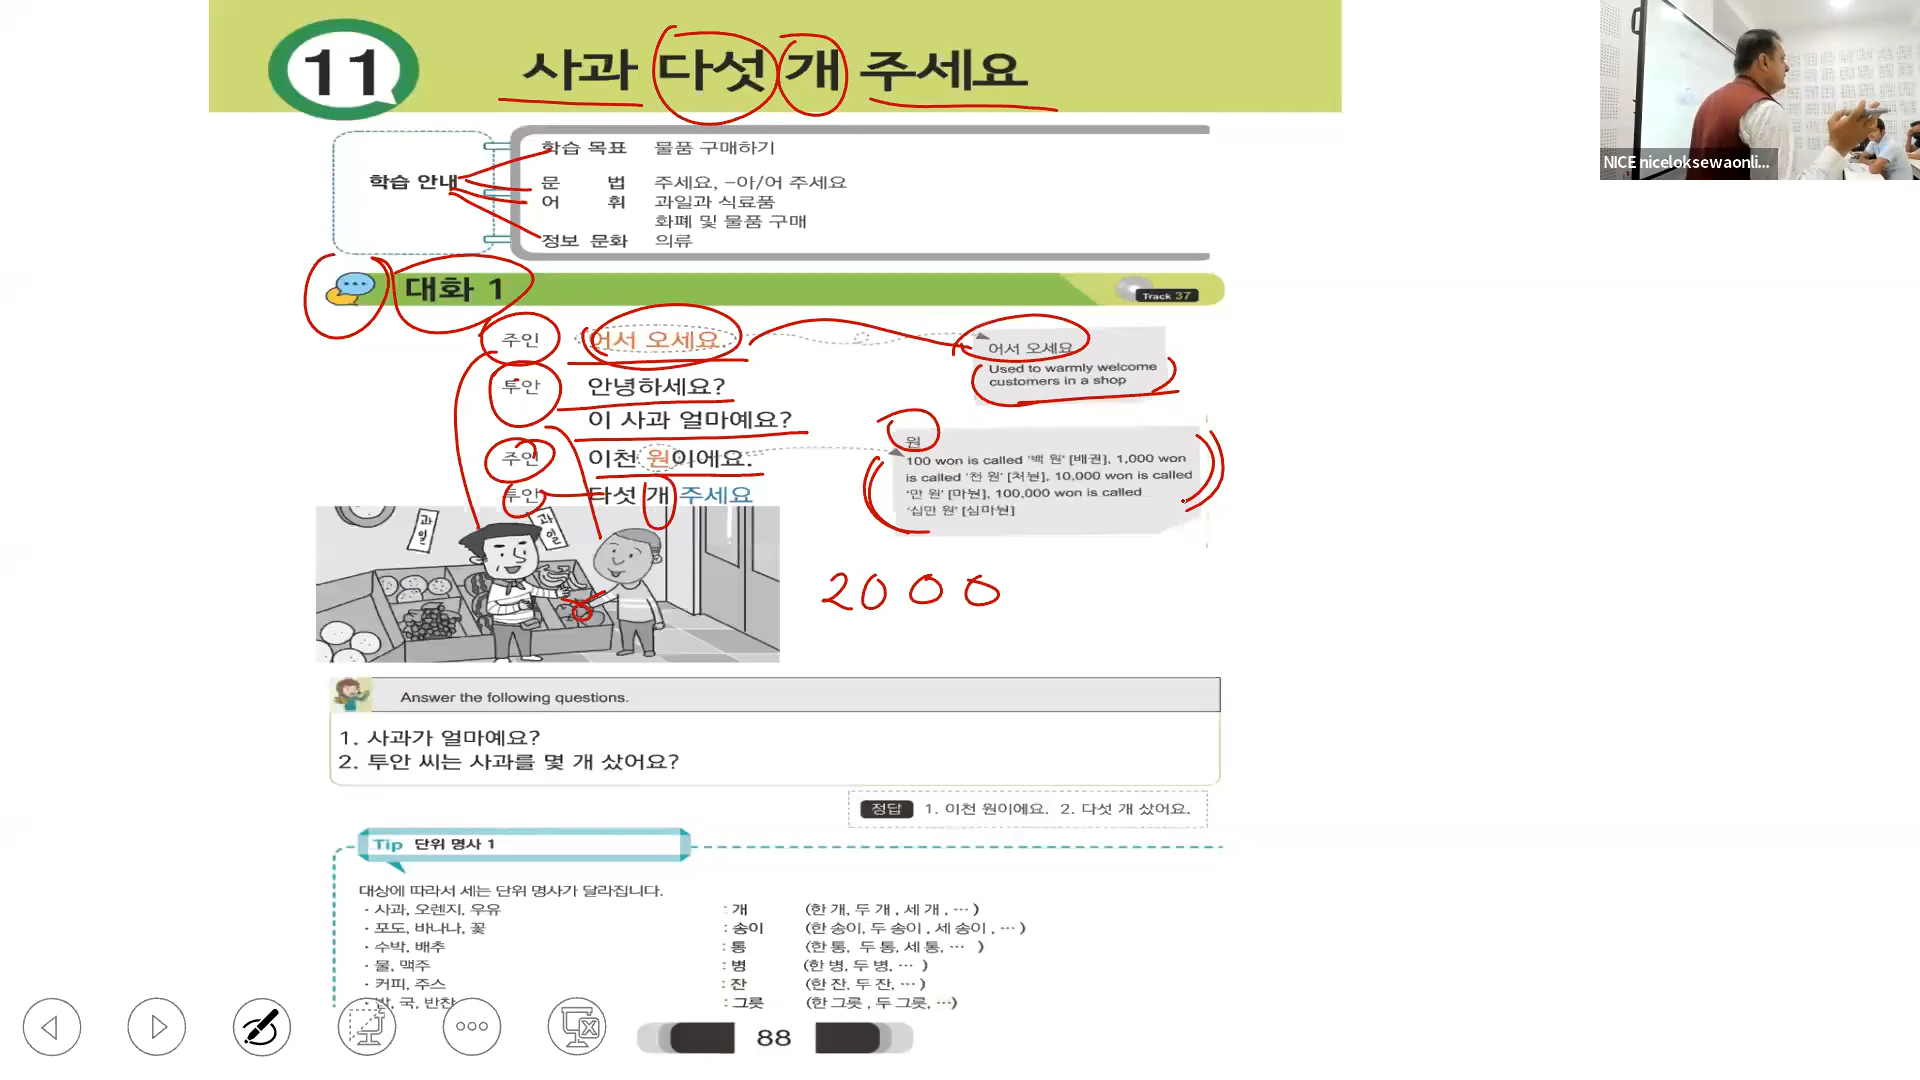 11 사과 다섯 개 주세요
학습 안내
학습 목표 물품 구매하기
문 법 주세요, -아/어 주세요
어 휘 과일과 식료품
화폐 및 물품 구매
정보 문화 의류
대화 1
Track 37
주인 어서 오세요.
어서 오세요
Used to warmly welcome
customers in a shop
투안 안녕하세요?
이 사과 얼마예요?
주인 이천 원이에요.
투안 다섯 개 주세요
원
100 won is called '백 원' [배권], 1,000 won
is called '천 원' [처눤], 10,000 won is called
'만 원' [마눤], 100,000 won is called
'십만 원' [심마눤]
과일
2000
Answer the following questions.
1. 사과가 얼마예요?
2. 투안 씨는 사과를 몇 개 샀어요?
정답 1. 이천 원이에요. 2. 다섯 개 샀어요.
Tip 단위 명사 1
대상에 따라서 세는 단위 명사가 달라집니다.
· 사과, 오렌지, 우유 : 개 (한 개, 두 개, 세 개, ⋯ )
· 포도, 바나나, 꽃 : 송이 (한 송이, 두 송이, 세 송이, ⋯ )
· 수박, 배추 : 통 (한 통, 두 통, 세 통, ⋯ )
· 물, 맥주 : 병 (한 병, 두 병, ⋯ )
· 커피, 주스 : 잔 (한 잔, 두 잔, ⋯ )
· 밥, 국, 반찬 : 그릇 (한 그릇, 두 그릇, ⋯)
88
NICE niceloksewaonli...